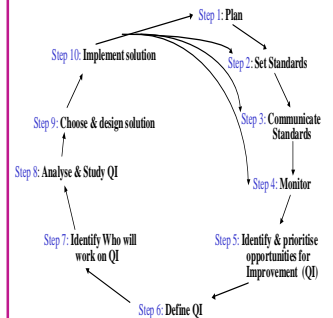 Step 1: Plan
Step 2: Set Standards
Step 3: Communicate
Standards
Step 4: Monitor
Step 5: Identify & prioritise
opportunities for
Improvement (QI)
Step 6: Define QI
Step 7: Identify Who will
work on QI
Step 8: Analyse & Study QI
Step 9: Choose & design solution
Step 10: Implement solution